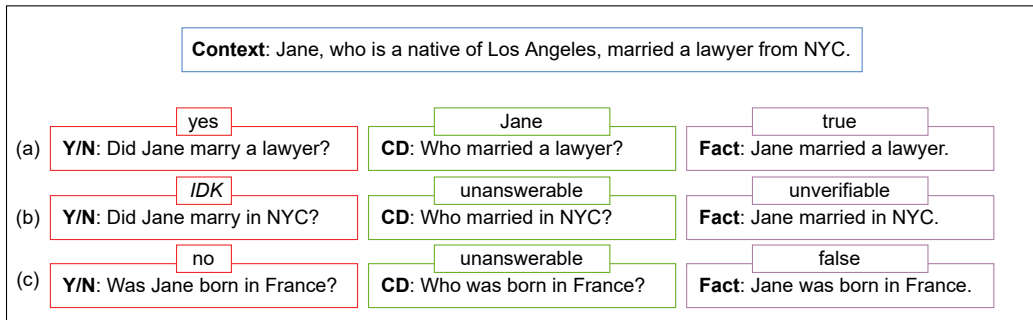 Context: Jane, who is a native of Los Angeles, married a lawyer from NYC.
yes Jane true
(a) Y/N: Did Jane marry a lawyer? CD: Who married a lawyer? Fact: Jane married a lawyer.
IDK unanswerable unverifiable
(b) Y/N: Did Jane marry in NYC? CD: Who married in NYC? Fact: Jane married in NYC.
no unanswerable false
(c) Y/N: Was Jane born in France? CD: Who was born in France? Fact: Jane was born in France.